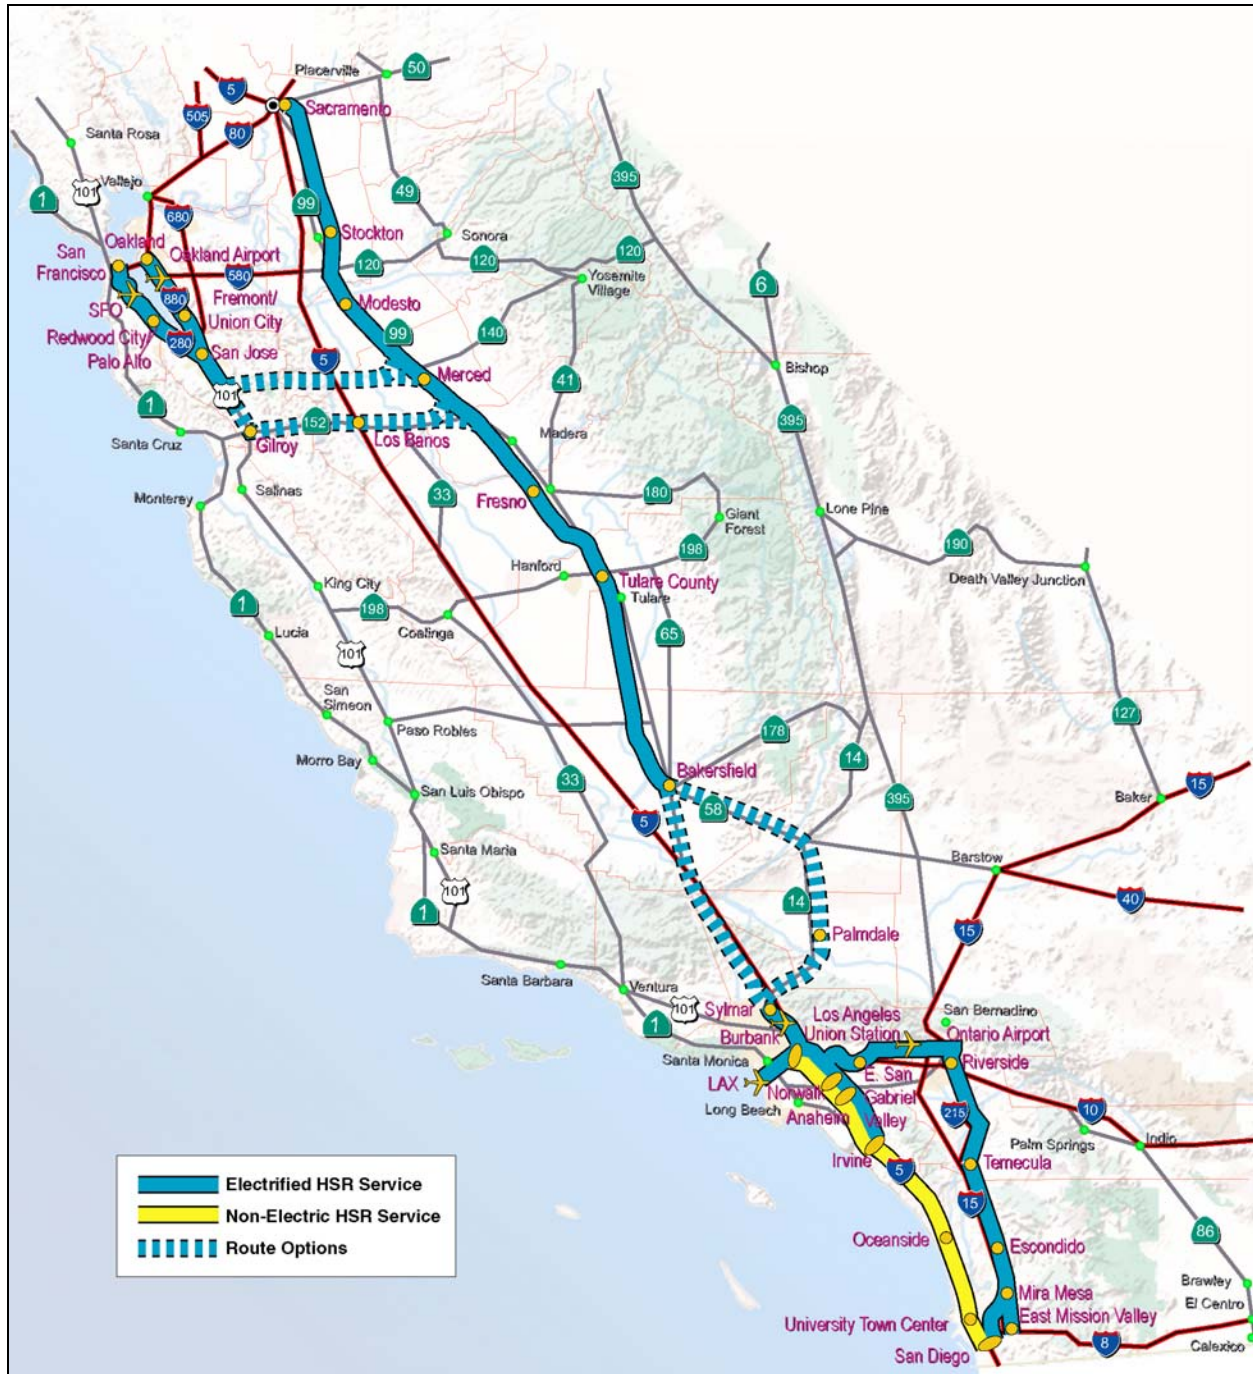 Placerville
50
5
Sacramento
505
80
Santa Rosa
395
101
Vallejo
1
49
99
680
Stockton
Sonora
San
Francisco
Oakland
Oakland Airport
120
120
120
580
Yosemite
Village
6
SFO
880
Fremont/
Union City
Modesto
Redwood City/
Palo Alto
280
San Jose
99
140
5
Merced
41
Bishop
101
1
152
395
Santa Cruz
Gilroy
Los Banos
Madera
Monterey
Salinas
33
Fresno
180
Giant
Forest
Lone Pine
198
190
Hanford
Tulare County
Death Valley Junction
King City
Tulare
1
198
Lucia
Coalinga
65
101
San
Simeon
Paso Robles
127
178
14
Morro Bay
33
Bakersfield
15
San Luis Obispo
58
395
Baker
5
Santa Maria
Barstow
101
14
40
1
15
Palmdale
Santa Barbara
Ventura
101
Sylmar
Los Angeles
Union Station
San Bernadino
1
Burbank
Ontario Airport
Santa Monica
E. San
Gabriel
Valley
Riverside
LAX
Norwalk
Long Beach
Anaheim
215
10
Palm Springs
Indio
Irvine
5
Temecula
Electrified HSR Service
15
Non-Electric HSR Service
86
Oceanside
Escondido
Route Options
Brawley
Mira Mesa
El Centro
University Town Center
East Mission Valley
San Diego
8
Calexico